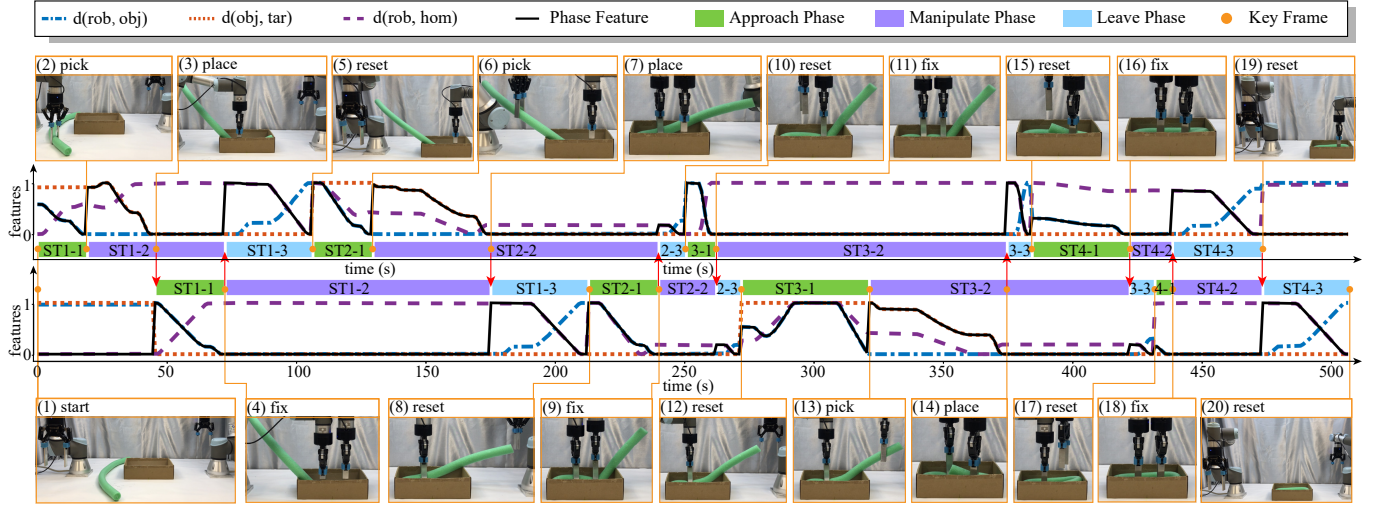 d(rob, obj) d(obj, tar) d(rob, hom) Phase Feature Approach Phase Manipulate Phase Leave Phase Key Frame
(2) pick (3) place (5) reset (6) pick (7) place (10) reset (11) fix (15) reset (16) fix (19) reset
features
1
0
ST1-1 ST1-2 ST1-3 ST2-1 ST2-2 2-3 3-1 ST3-2 3-3 ST4-1 ST4-2 ST4-3
time (s) time (s)
ST1-1 ST1-2 ST1-3 ST2-1 ST2-2 2-3 ST3-1 ST3-2 3-3 4-1 ST4-2 ST4-3
features
1
0
0 50 100 150 200 250 300 350 400 450 500
time (s)
(1) start (4) fix (8) reset (9) fix (12) reset (13) pick (14) place (17) reset (18) fix (20) reset